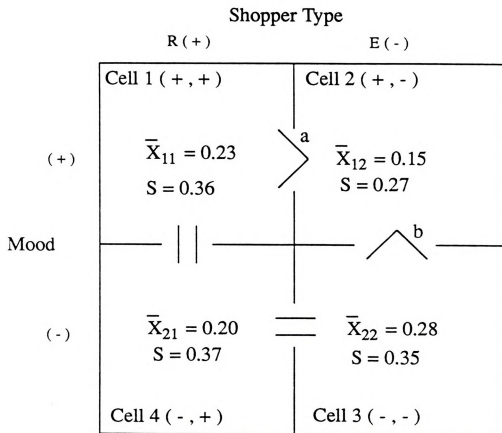 Shopper Type
R ( + ) E ( - )
Cell 1 ( + , + ) Cell 2 ( + , - )
a
( + ) X̄11 = 0.23 X̄12 = 0.15
S = 0.36 S = 0.27
Mood b
( - ) X̄21 = 0.20 X̄22 = 0.28
S = 0.37 S = 0.35
Cell 4 ( - , + ) Cell 3 ( - , - )